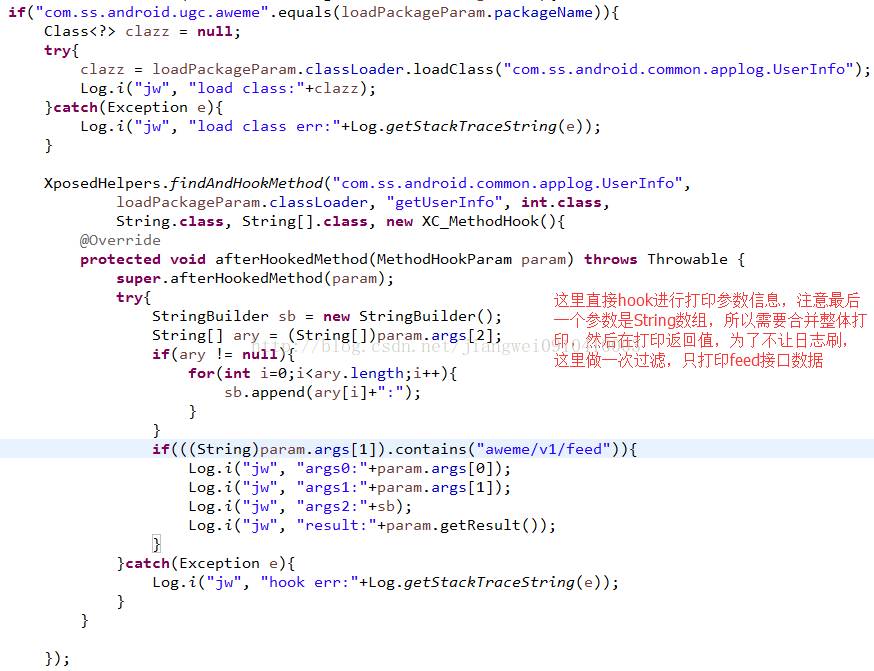 if("com.ss.android.ugc.aweme".equals(loadPackageParam.packageName)){
Class<?> clazz = null;
try{
clazz = loadPackageParam.classLoader.loadClass("com.ss.android.common.applog.UserInfo");
Log.i("jw", "load class:"+clazz);
}catch(Exception e){
Log.i("jw", "load class err:"+Log.getStackTraceString(e));
}
XposedHelpers.findAndHookMethod("com.ss.android.common.applog.UserInfo",
loadPackageParam.classLoader, "getUserInfo", int.class,
String.class, String[].class, new XC_MethodHook(){
@Override
protected void afterHookedMethod(MethodHookParam param) throws Throwable {
super.afterHookedMethod(param);
try{
StringBuilder sb = new StringBuilder();
String[] ary = (String[])param.args[2];
if(ary != null){
for(int i=0;i<ary.length;i++){
sb.append(ary[i]+":");
}
}
if(((String)param.args[1]).contains("aweme/v1/feed")){
Log.i("jw", "args0:"+param.args[0]);
Log.i("jw", "args1:"+param.args[1]);
Log.i("jw", "args2:"+sb);
Log.i("jw", "result:"+param.getResult());
}
}catch(Exception e){
Log.i("jw", "hook err:"+Log.getStackTraceString(e));
}
}
});
这里直接hook进行打印参数信息，注意最后
一个参数是String数组，所以需要合并整体打
印，然后在打印返回值，为了不让日志刷，
这里做一次过滤，只打印feed接口数据